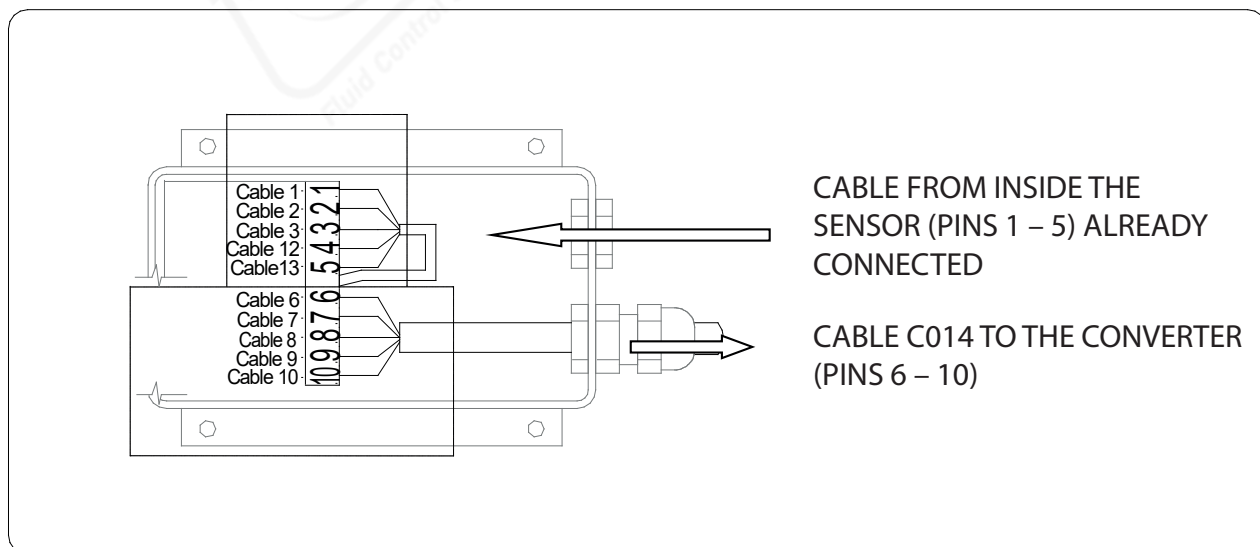 Fluid Control
Cable 1
1
Cable 2
2
Cable 3
3
Cable 12
4
Cable13
5
Cable 6
6
Cable 7
7
Cable 8
8
Cable 9
9
Cable 10
10
CABLE FROM INSIDE THE
SENSOR (PINS 1 – 5) ALREADY
CONNECTED
CABLE C014 TO THE CONVERTER
(PINS 6 – 10)